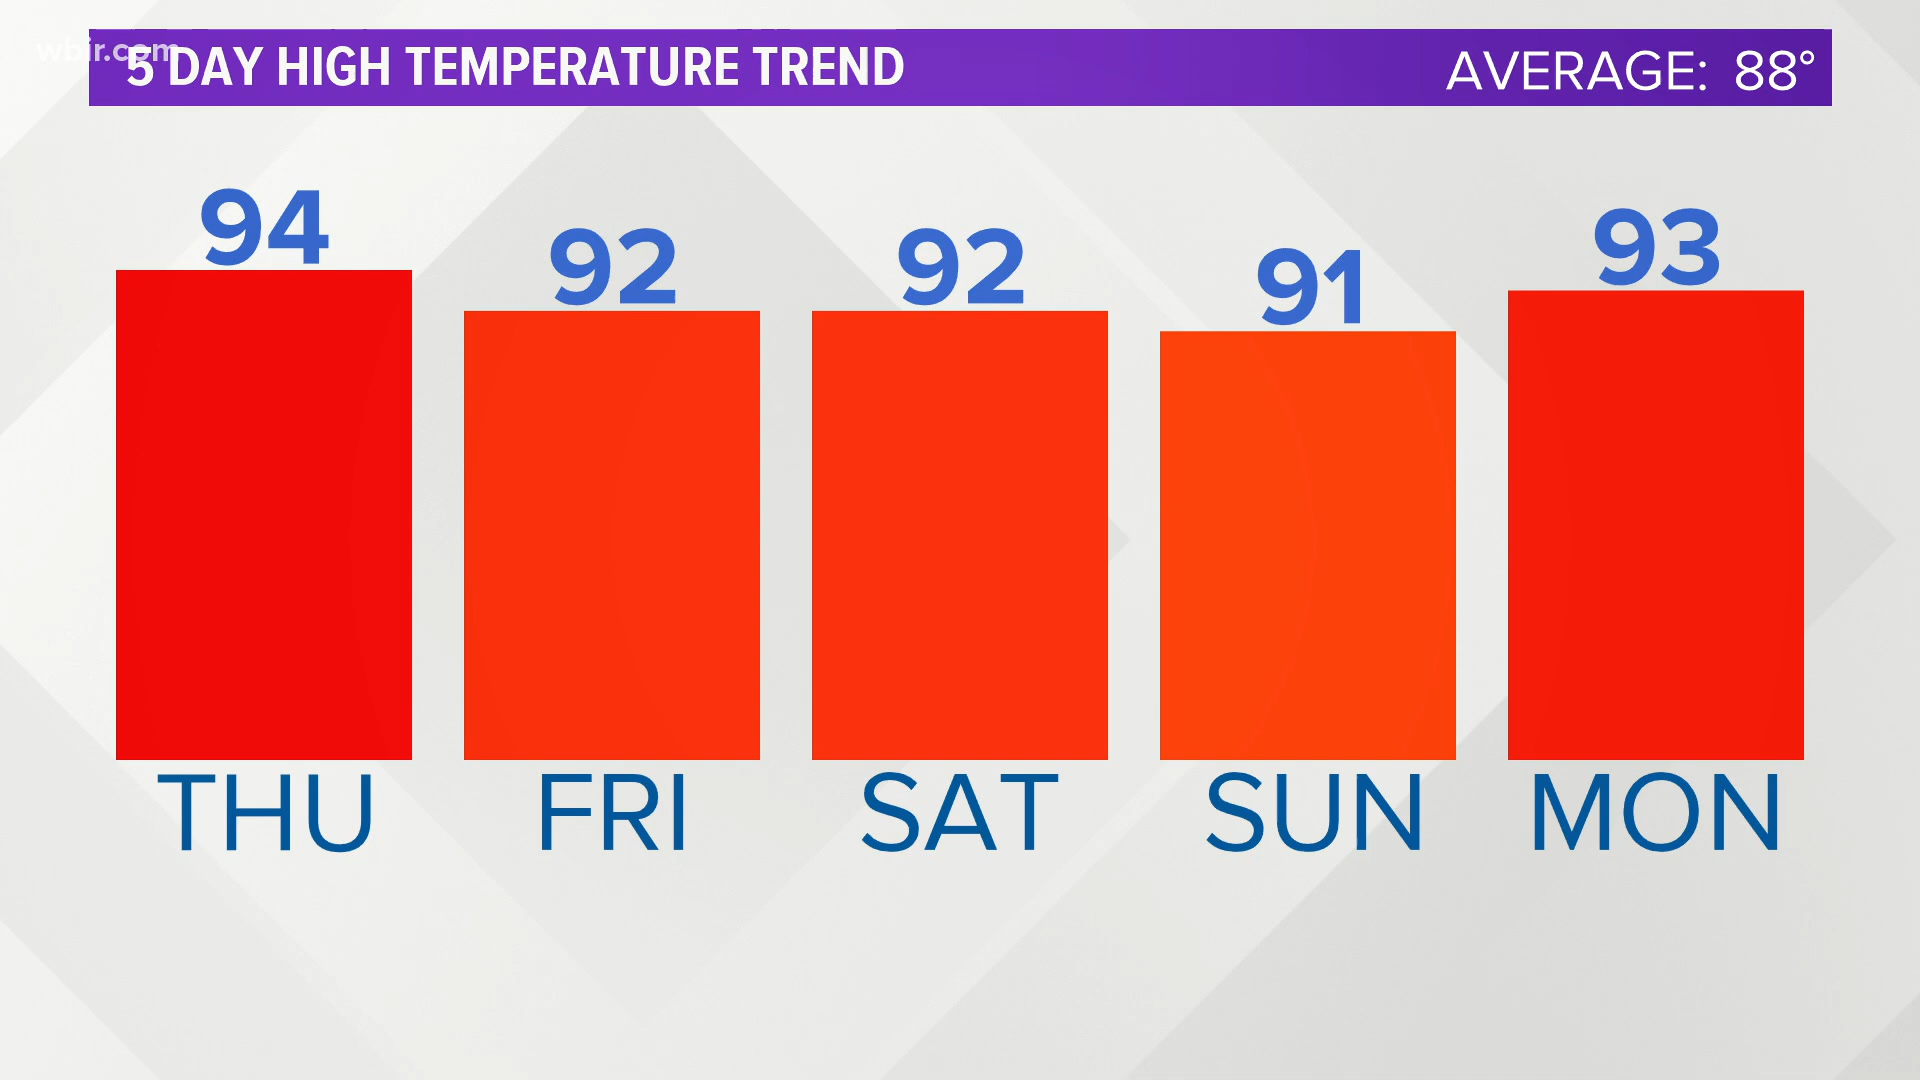 wbir.com
5 DAY HIGH TEMPERATURE TREND
AVERAGE: 88°
94
92
92
91
93
THU
FRI
SAT
SUN
MON